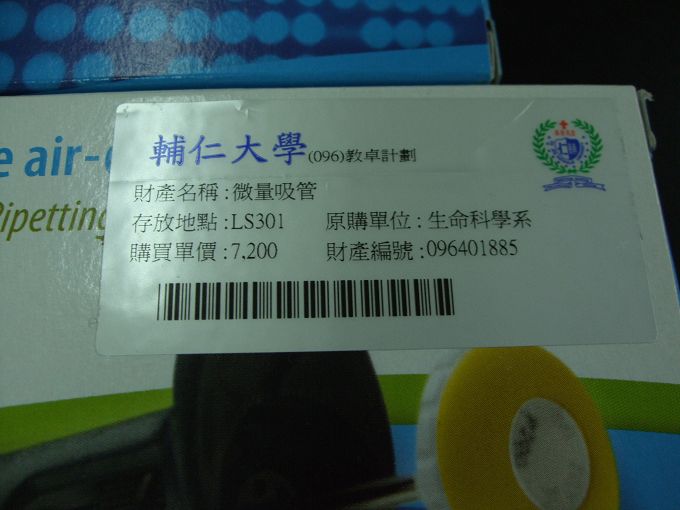 e air-
輔仁大學(096)教卓計劃
財產名稱:微量吸管
Pipetting
存放地點:LS301 原購單位:生命科學系
購買單價:7,200 財產編號:096401885